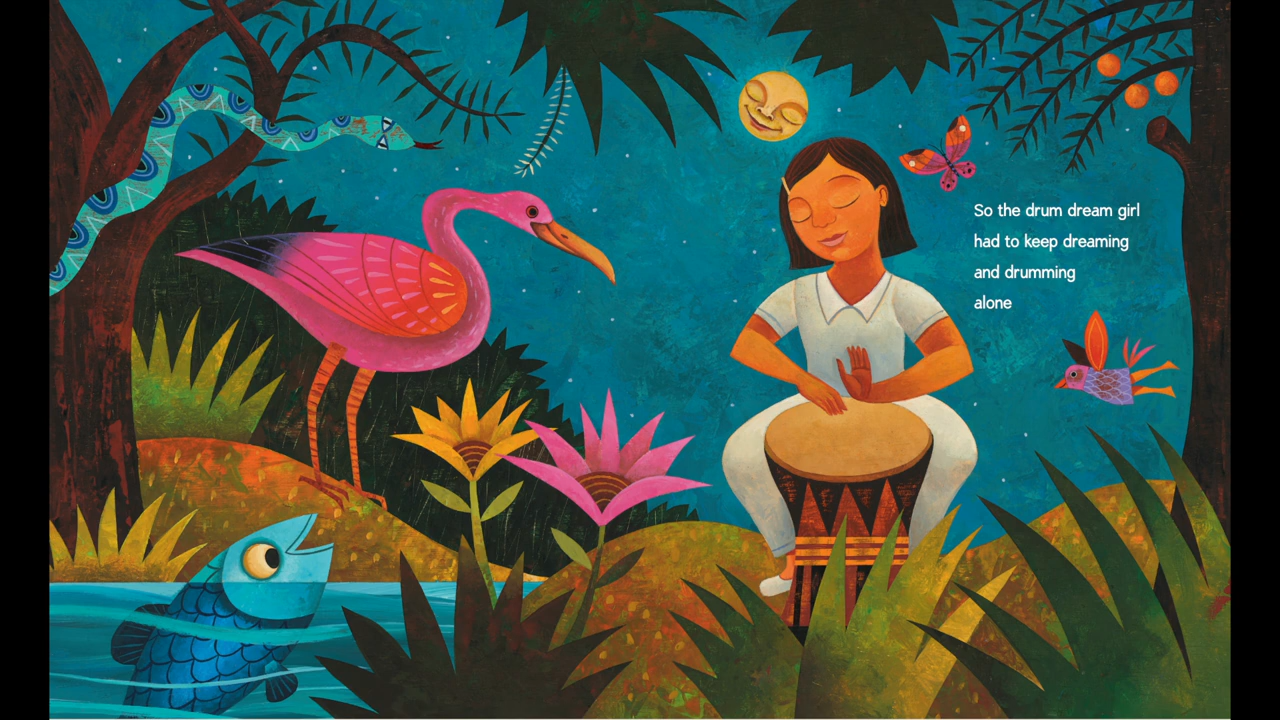 So the drum dream girl
had to keep dreaming
and drumming
alone